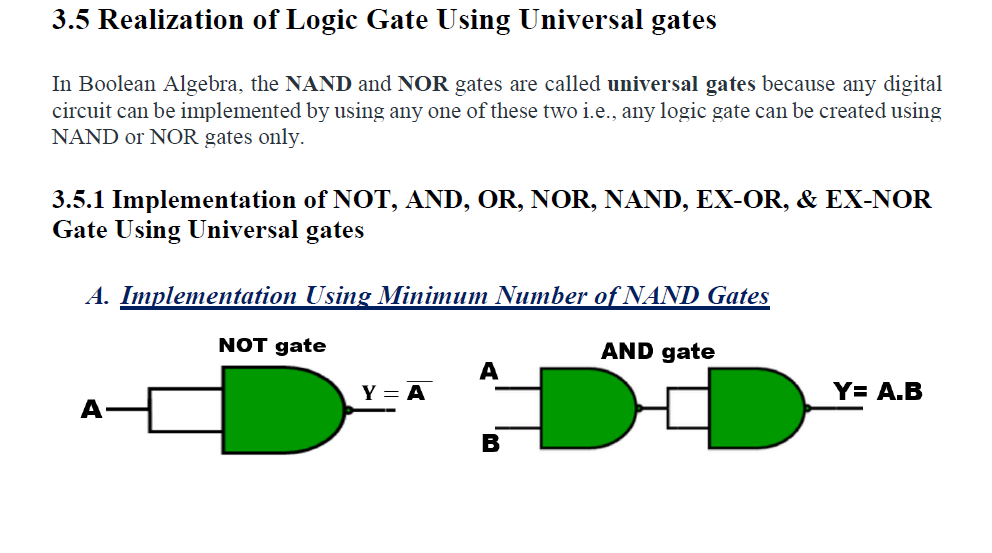 3.5 Realization of Logic Gate Using Universal gates
In Boolean Algebra, the NAND and NOR gates are called universal gates because any digital
circuit can be implemented by using any one of these two i.e., any logic gate can be created using
NAND or NOR gates only.
3.5.1 Implementation of NOT, AND, OR, NOR, NAND, EX-OR, & EX-NOR
Gate Using Universal gates
A. Implementation Using Minimum Number of NAND Gates
NOT gate
A
Y = A̅
AND gate
A
B
Y= A.B